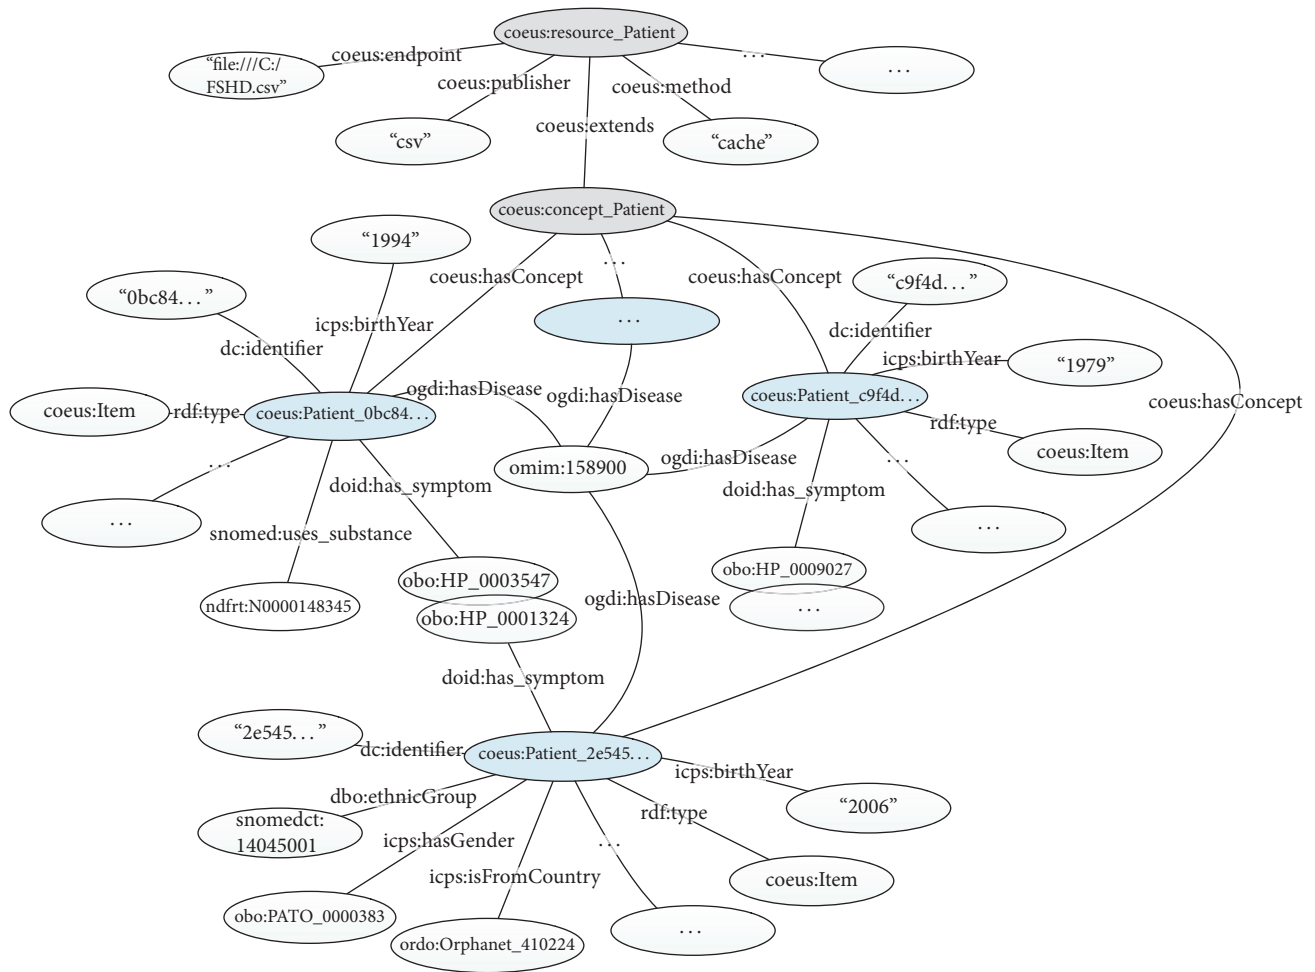 coeus:resource_Patient
coeus:endpoint
“file:///C:/
FSHD.csv”
...
...
coeus:publisher
coeus:method
“csv”
coeus:extends
“cache”
coeus:concept_Patient
“1994”
coeus:hasConcept
...
coeus:hasConcept
“c9f4d...”
“0bc84...”
icps:birthYear
...
dc:identifier
dc:identifier
icps:birthYear
“1979”
coeus:Item
rdf:type
coeus:Patient_0bc84...
ogdi:hasDisease
ogdi:hasDisease
coeus:Patient_c9f4d...
coeus:hasConcept
rdf:type
coeus:Item
...
omim:158900
ogdi:hasDisease
...
doid:has_symptom
doid:has_symptom
...
snomed:uses_substance
...
obo:HP_0003547
obo:HP_0009027
ndfrt:N0000148345
obo:HP_0001324
ogdi:hasDisease
...
doid:has_symptom
“2e545...”
dc:identifier
coeus:Patient_2e545...
icps:birthYear
“2006”
dbo:ethnicGroup
rdf:type
snomedct:
14045001
icps:hasGender
...
icps:isFromCountry
coeus:Item
obo:PATO_0000383
ordo:Orphanet_410224
...